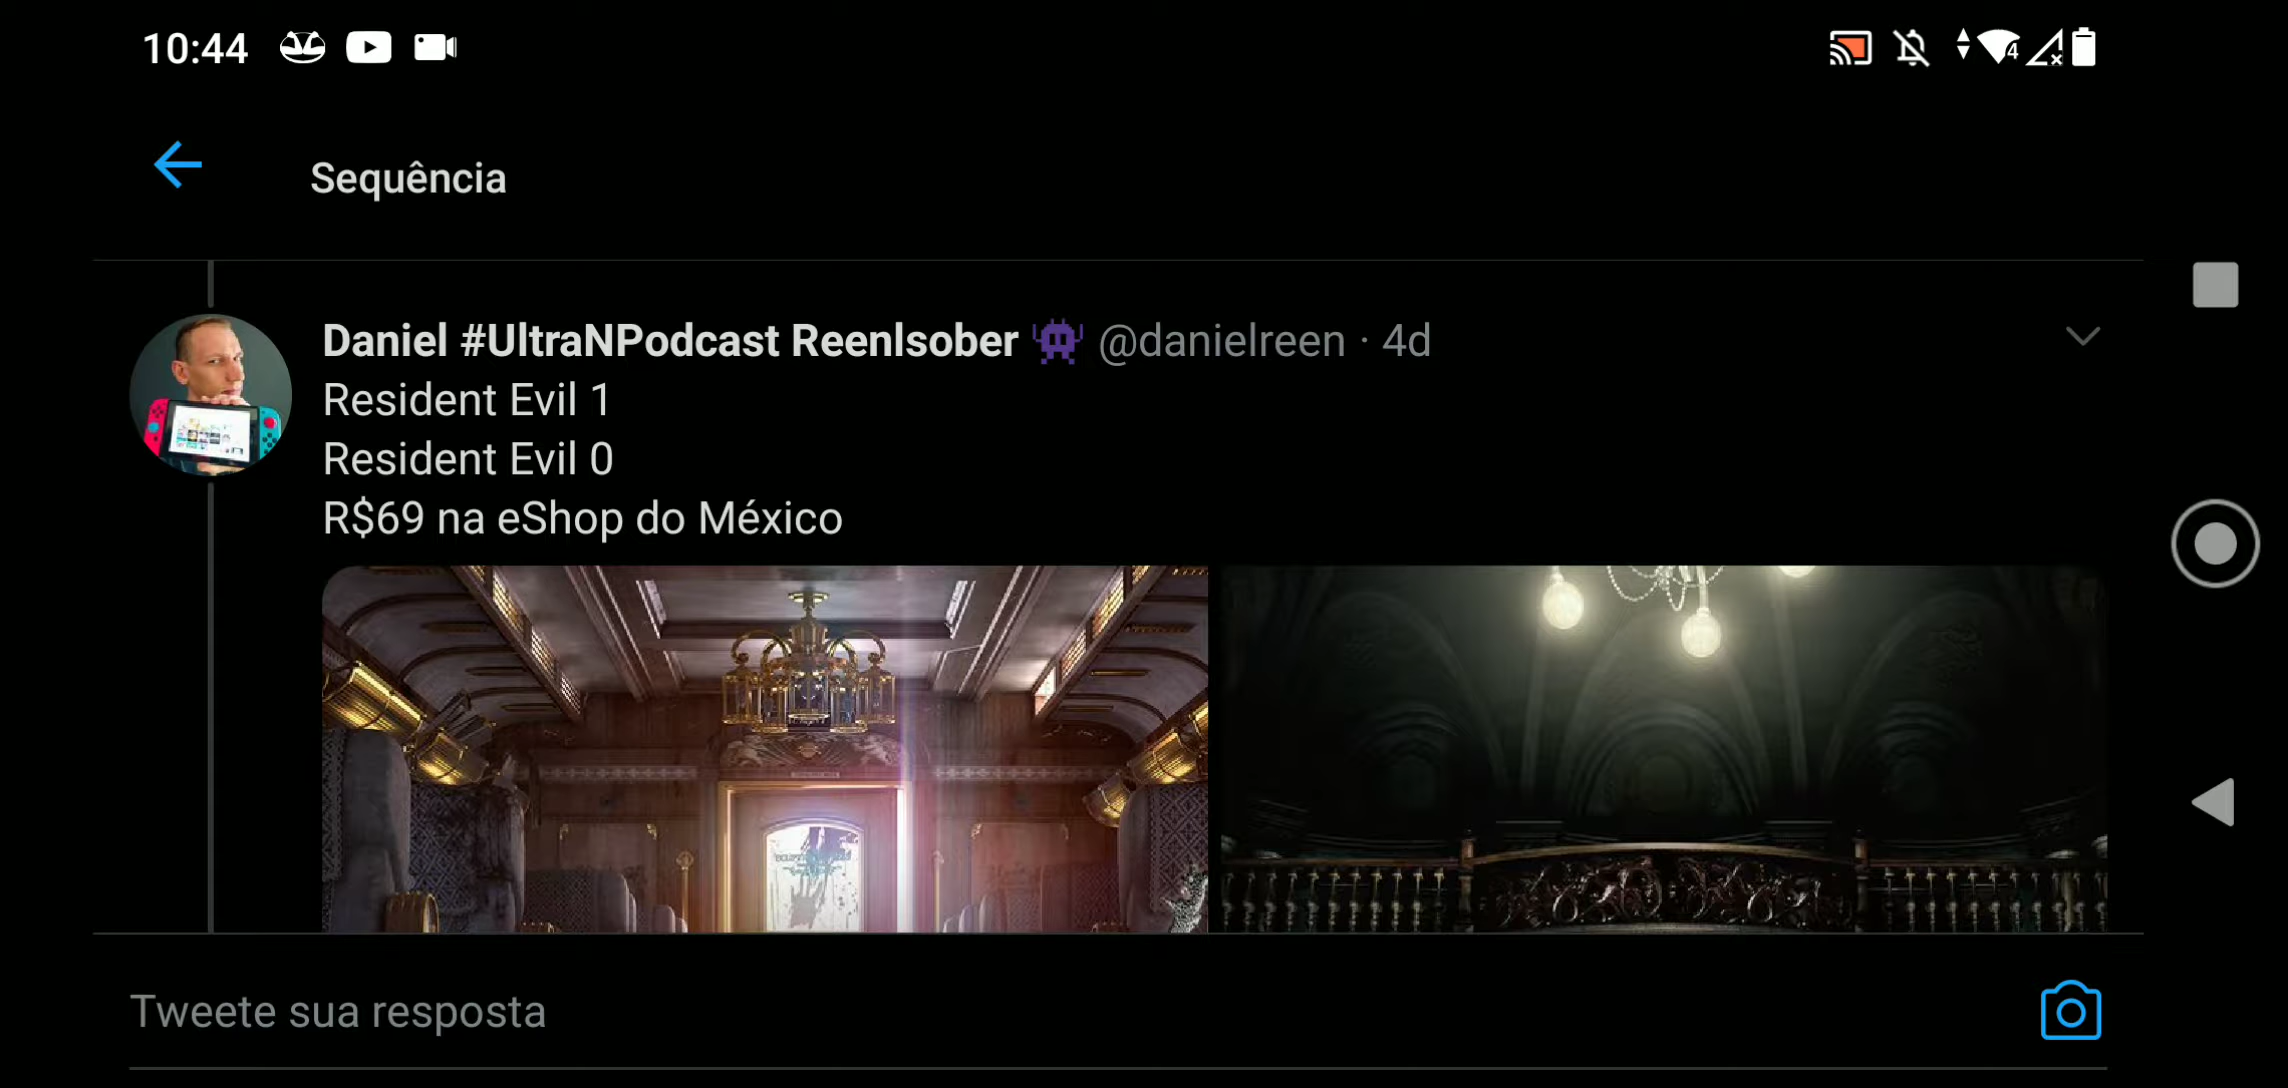 10:44
4
Sequência
Daniel #UltraNPodcast Reenlsober @danielreen · 4d
Resident Evil 1
Resident Evil 0
R$69 na eShop do México
Tweete sua resposta